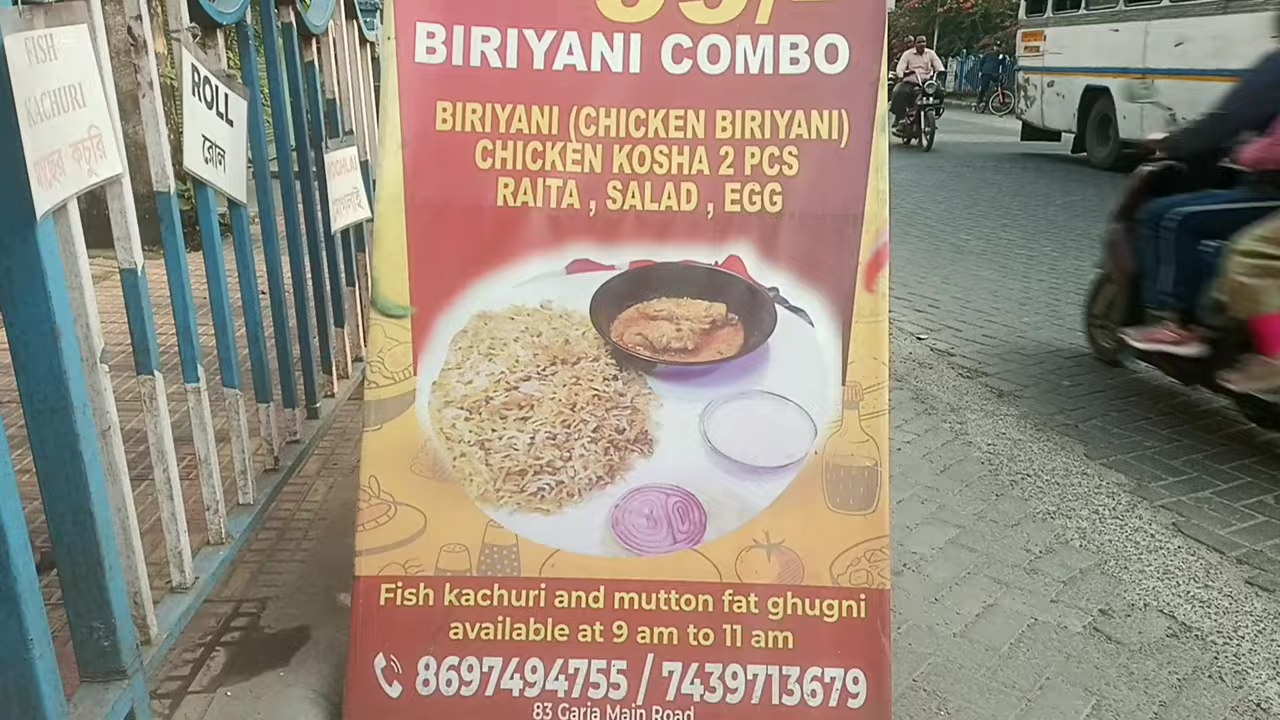 FISH
KACHURI
মাছের কচুরি
ROLL
রোল
BIRIYANI COMBO
BIRIYANI (CHICKEN BIRIYANI)
CHICKEN KOSHA 2 PCS
RAITA , SALAD , EGG
Fish kachuri and mutton fat ghugni
available at 9 am to 11 am
8697494755 / 7439713679
83 Garia Main Road